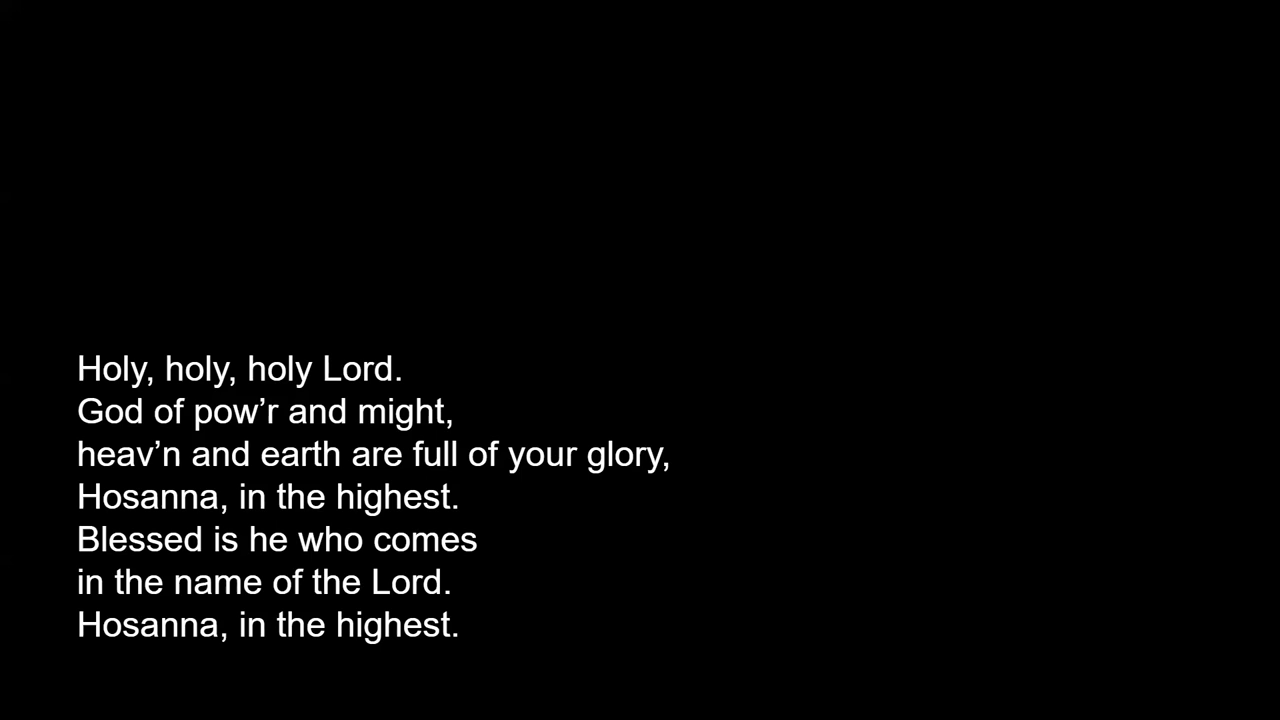 Holy, holy, holy Lord.
God of pow’r and might,
heav’n and earth are full of your glory,
Hosanna, in the highest.
Blessed is he who comes
in the name of the Lord.
Hosanna, in the highest.